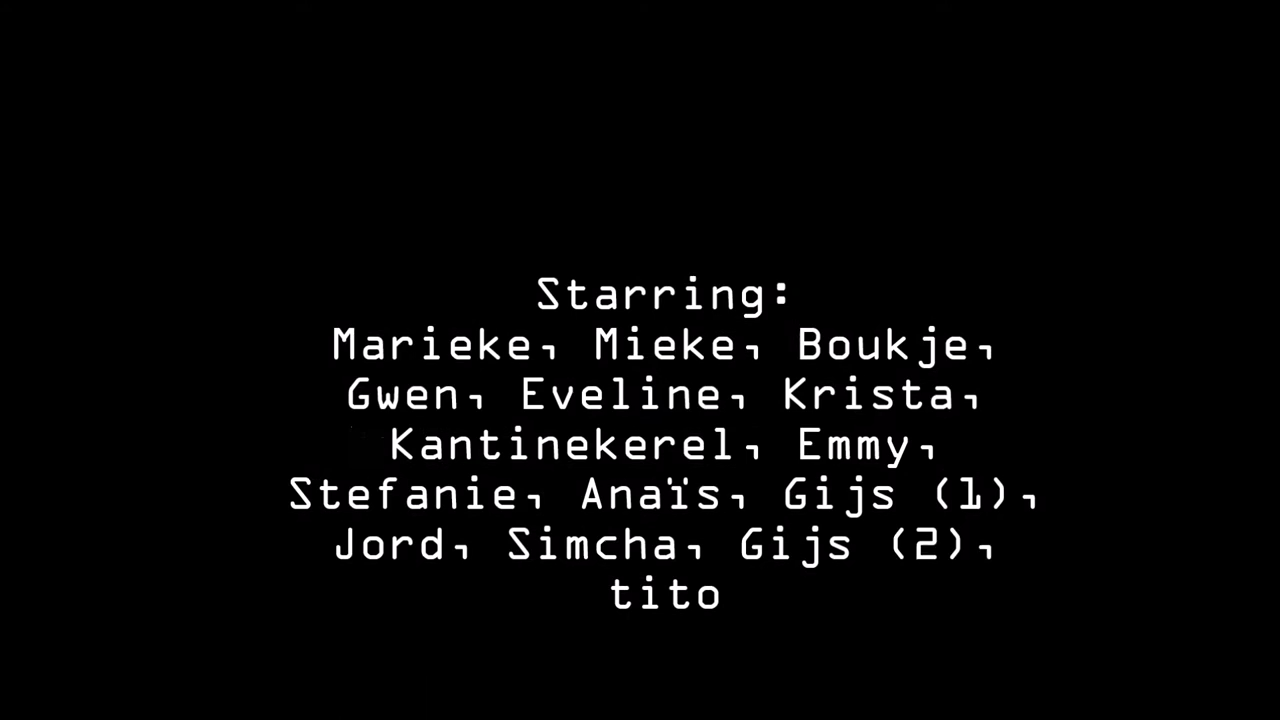 Starring:
Marieke, Mieke, Boukje,
Gwen, Eveline, Krista,
Kantinekerel, Emmy,
Stefanie, Anaïs, Gijs (1),
Jord, Simcha, Gijs (2),
tito